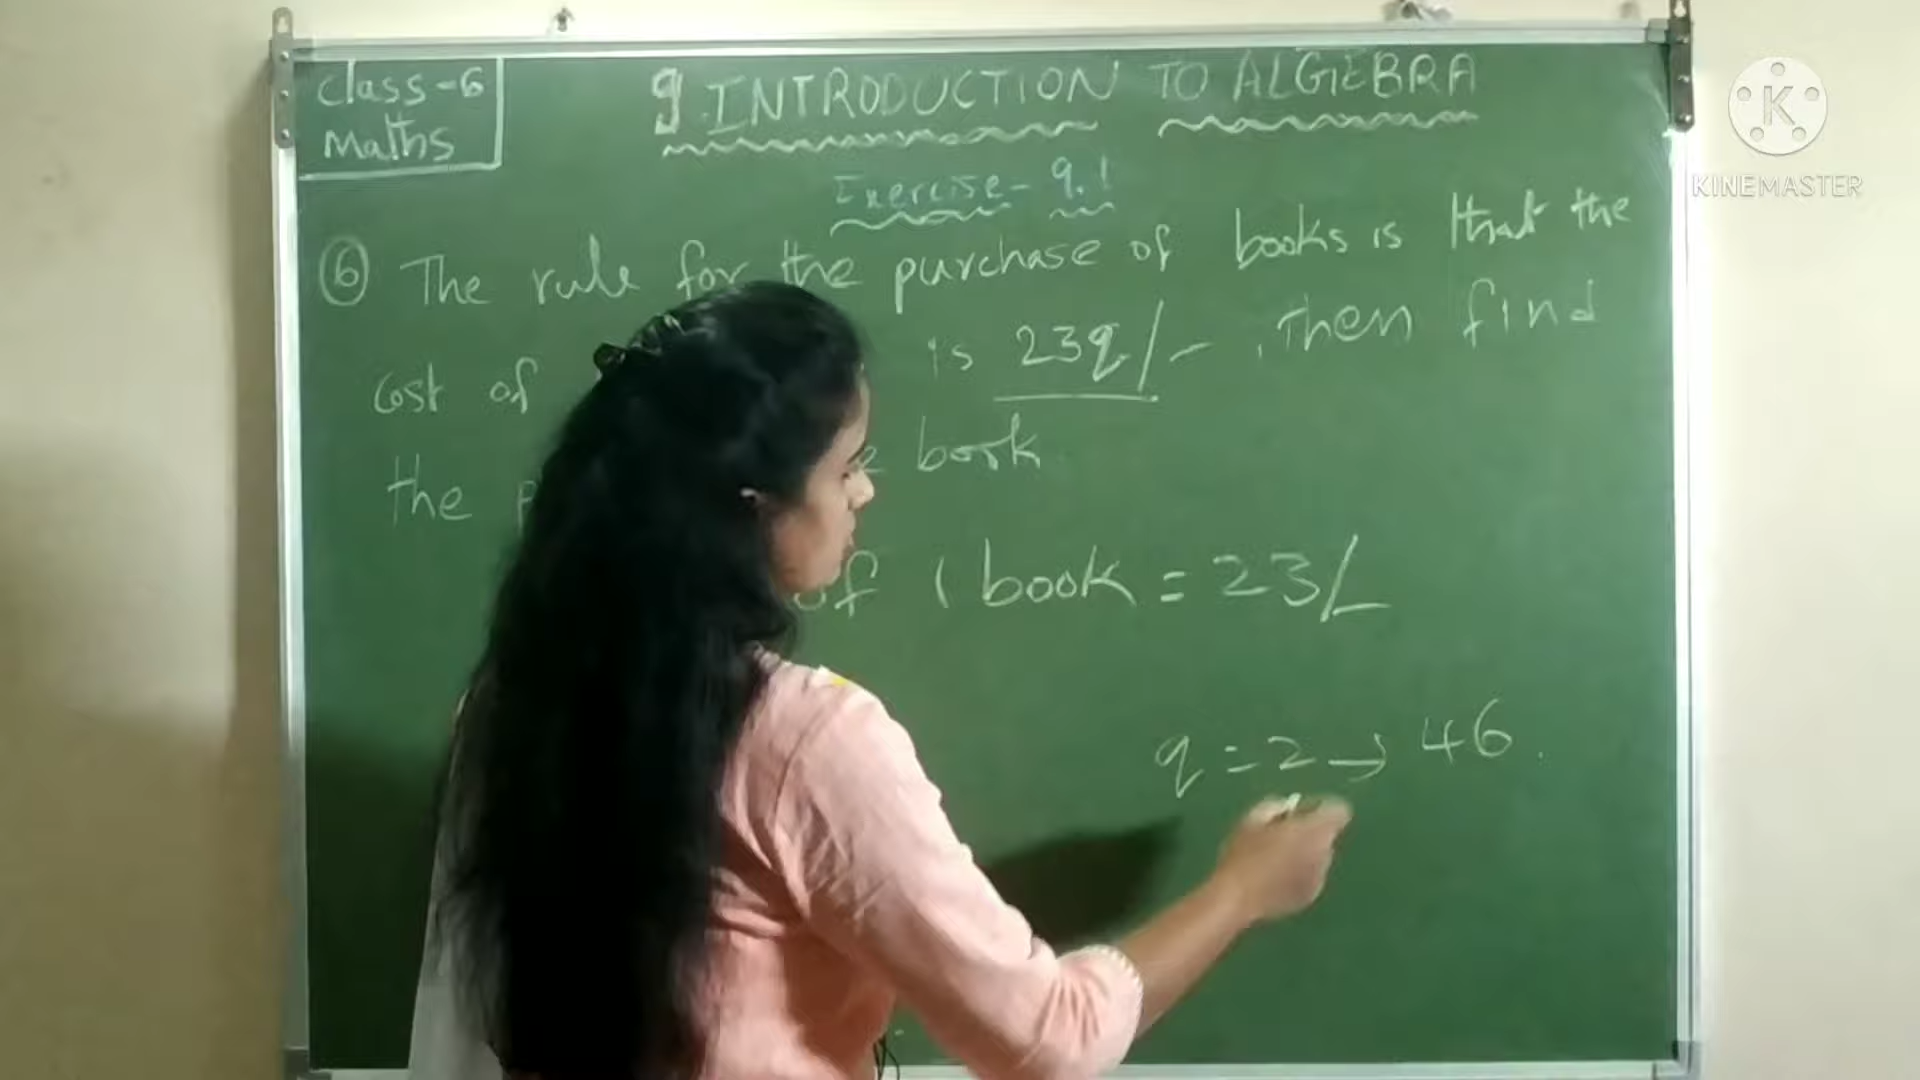 Class-6
Maths
9. INTRODUCTION TO ALGEBRA
Exercise - 9.1
⑥ The rule for the purchase of books is that the
cost of is 23q/- , Then find
the book
of 1 book = 23/-
q = 2 → 46.
K
KINEMASTER